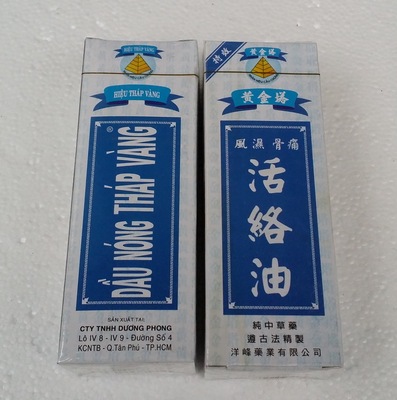 HIỆU THÁP VÀNG
HIỆU THÁP VÀNG
DẦU NÓNG THÁP VÀNG®
SẢN XUẤT TẠI:
CTY TNHH DƯƠNG PHONG
Lô IV 8 - IV 9 - Đường Số 4
KCNTB - Q.Tân Phú - TP.HCM
特效
黃金塔
黃金塔
風濕骨痛
活絡油
純中草藥
遵古法精製
洋峰藥業有限公司